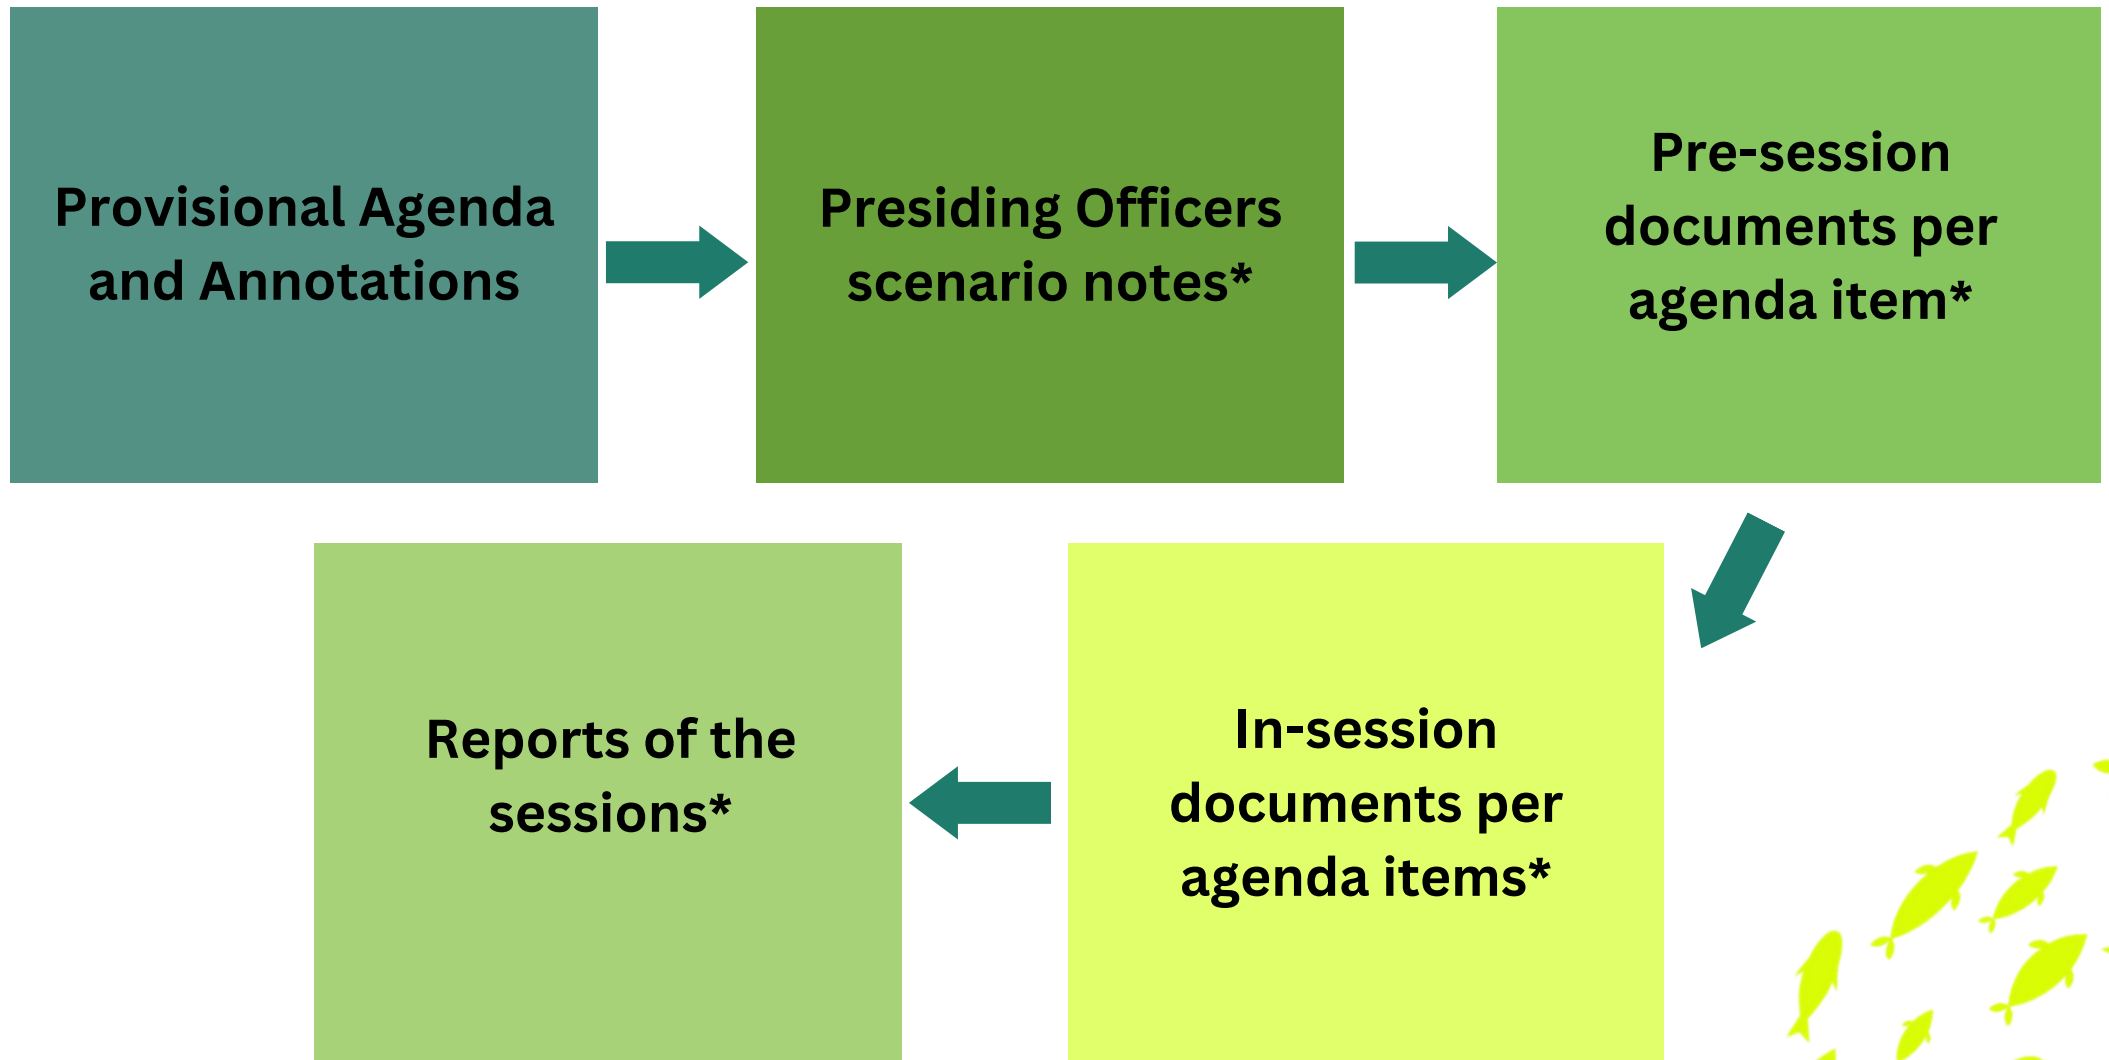 Provisional Agenda
and Annotations
Presiding Officers
scenario notes*
Pre-session
documents per
agenda item*
In-session
documents per
agenda items*
Reports of the
sessions*